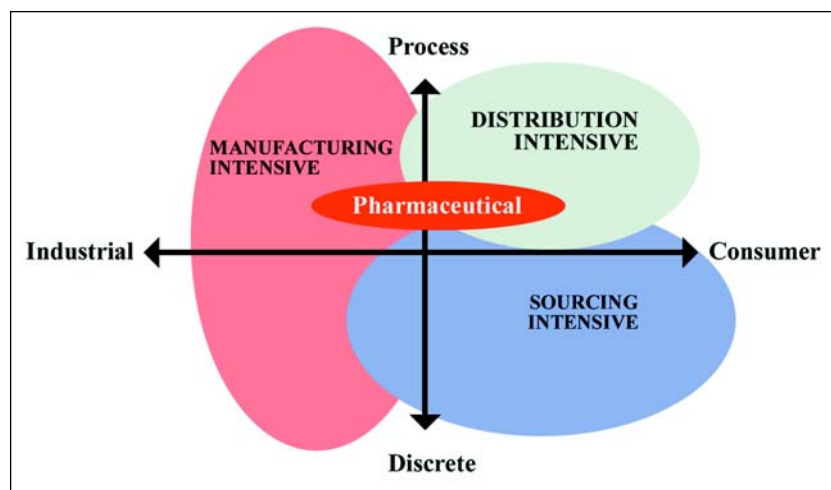 Process
DISTRIBUTION
INTENSIVE
MANUFACTURING
INTENSIVE
Pharmaceutical
Industrial
Consumer
SOURCING
INTENSIVE
Discrete